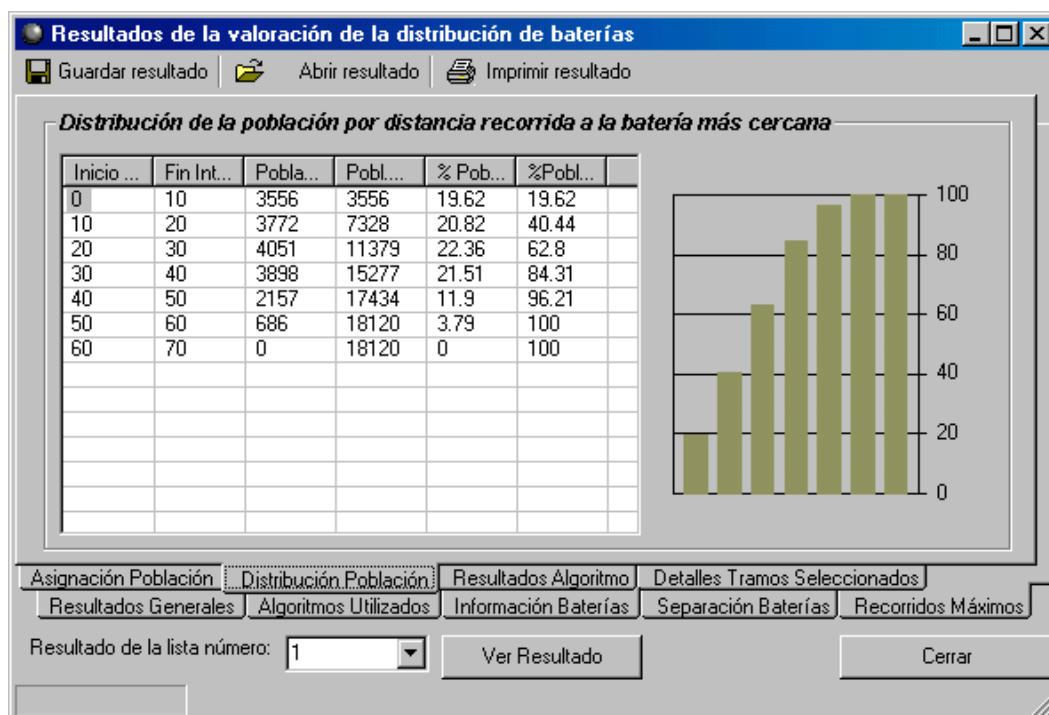 Resultados de la valoración de la distribución de baterías
Guardar resultado Abrir resultado Imprimir resultado
Distribución de la población por distancia recorrida a la batería más cercana
Inicio ... Fin Int... Pobla... Pobl.... % Pob... %Pobl...
0 10 3556 3556 19.62 19.62
10 20 3772 7328 20.82 40.44
20 30 4051 11379 22.36 62.8
30 40 3898 15277 21.51 84.31
40 50 2157 17434 11.9 96.21
50 60 686 18120 3.79 100
60 70 0 18120 0 100
100
80
60
40
20
0
Asignación Población Distribución Población Resultados Algoritmo Detalles Tramos Seleccionados
Resultados Generales Algoritmos Utilizados Información Baterías Separación Baterías Recorridos Máximos
Resultado de la lista número: 1 Ver Resultado Cerrar